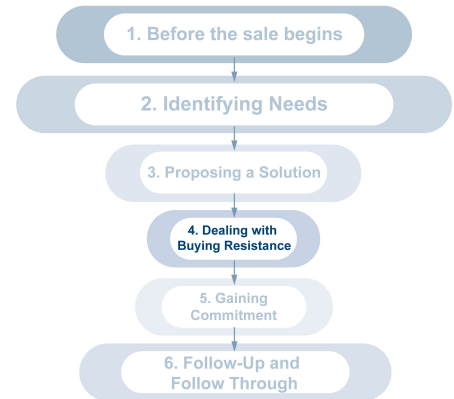 1. Before the sale begins
2. Identifying Needs
3. Proposing a Solution
4. Dealing with
Buying Resistance
5. Gaining
Commitment
6. Follow-Up and
Follow Through